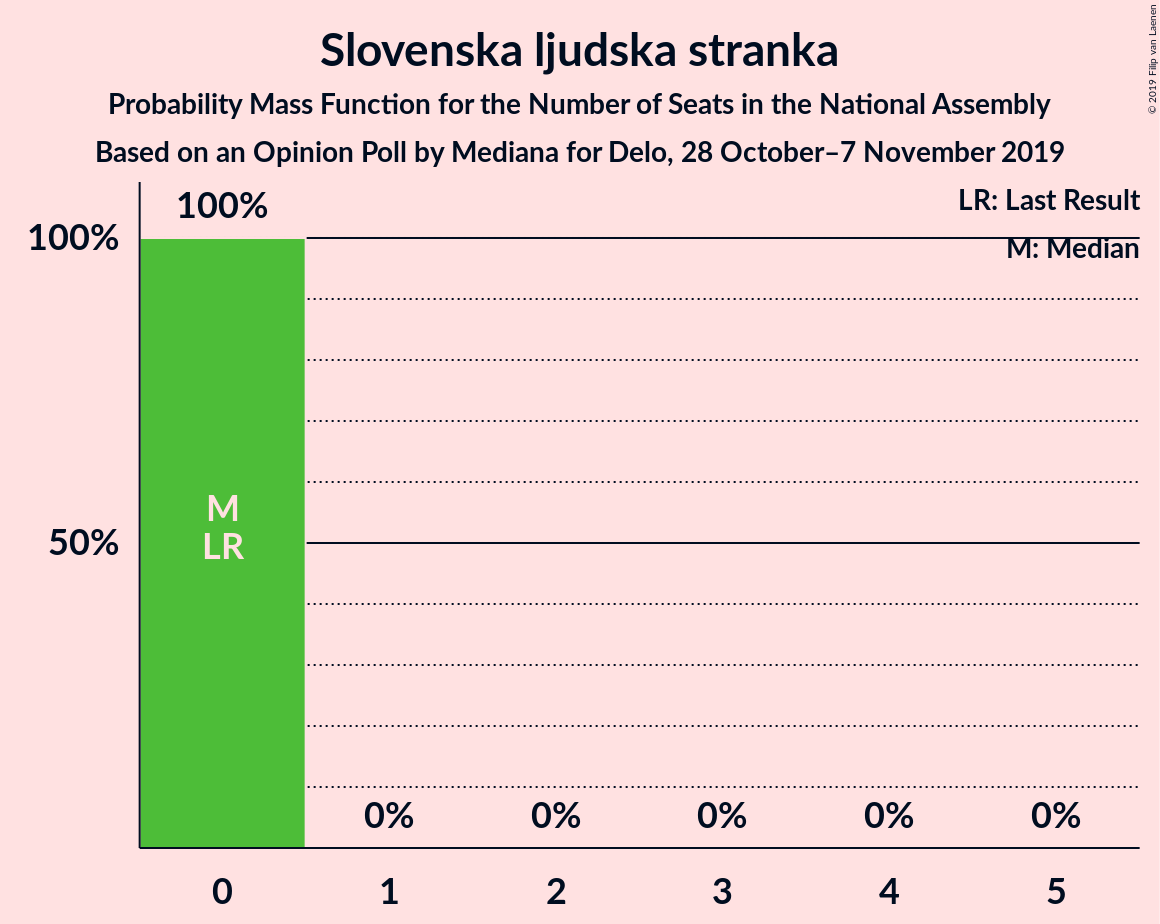 Slovenska ljudska stranka
Probability Mass Function for the Number of Seats in the National Assembly
Based on an Opinion Poll by Mediana for Delo, 28 October–7 November 2019
© 2019 Filip van Laenen
LR: Last Result
M: Median
100%
100%
50%
M
LR
0% 0% 0% 0% 0%
0 1 2 3 4 5